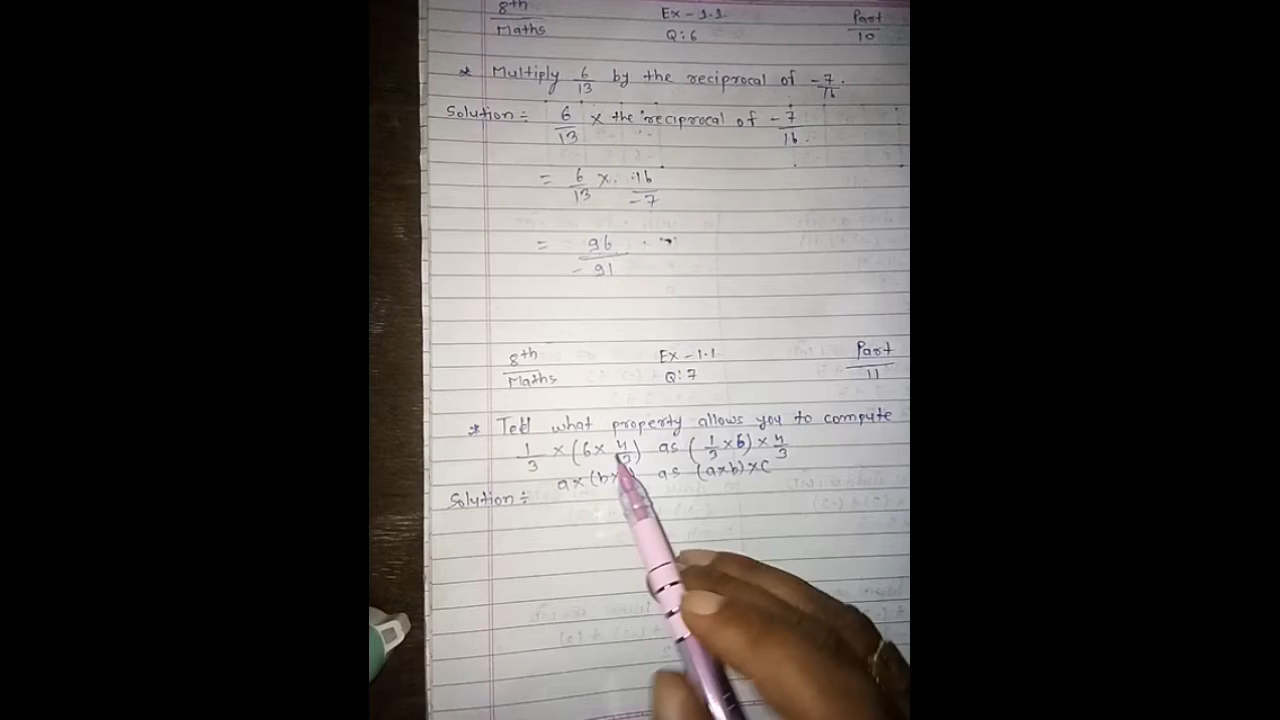 8th Ex - 1.1 Part
Maths Q:6 10
* Multiply 6/13 by the reciprocal of -7/16.
Solution ÷ 6/13 × the reciprocal of -7/16.
= 6/13 × 16/-7
= 96/-91
8th Ex - 1.1 Part
Maths Q:7 11
* Tell what property allows you to compute
1/3 × (6 × 4/3) as (1/3 × 6) × 4/3
a × (b × as (a×b) × c
Solution ÷